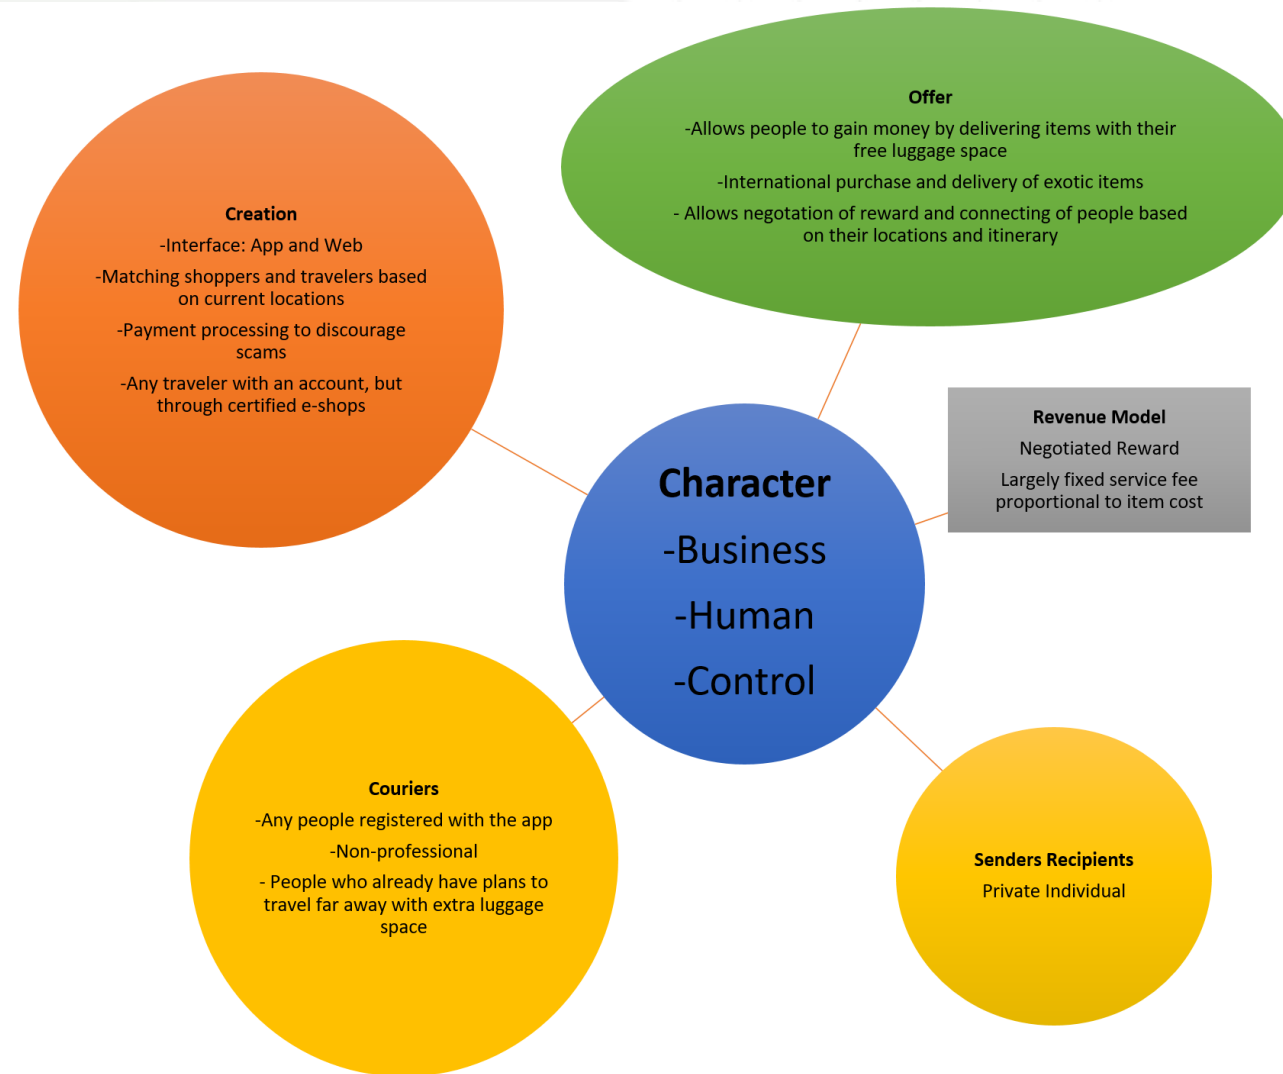 Offer
-Allows people to gain money by delivering items with their
free luggage space
-International purchase and delivery of exotic items
- Allows negotation of reward and connecting of people based
on their locations and itinerary
Creation
-Interface: App and Web
-Matching shoppers and travelers based
on current locations
-Payment processing to discourage
scams
-Any traveler with an account, but
through certified e-shops
Revenue Model
Negotiated Reward
Largely fixed service fee
proportional to item cost
Character
-Business
-Human
-Control
Couriers
-Any people registered with the app
-Non-professional
- People who already have plans to
travel far away with extra luggage
space
Senders Recipients
Private Individual